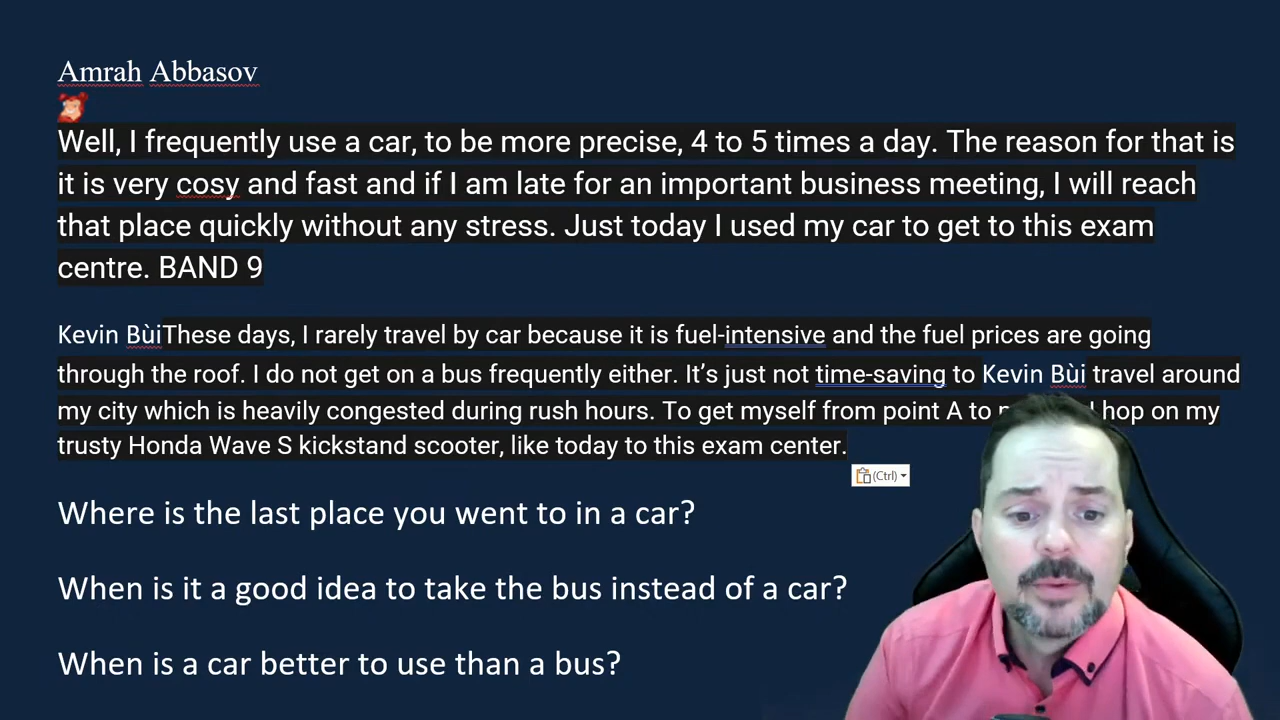 Amrah Abbasov
Well, I frequently use a car, to be more precise, 4 to 5 times a day. The reason for that is
it is very cosy and fast and if I am late for an important business meeting, I will reach
that place quickly without any stress. Just today I used my car to get to this exam
centre. BAND 9
Kevin BùiThese days, I rarely travel by car because it is fuel-intensive and the fuel prices are going
through the roof. I do not get on a bus frequently either. It’s just not time-saving to Kevin Bùi travel around
my city which is heavily congested during rush hours. To get myself from point A to hop on my
trusty Honda Wave S kickstand scooter, like today to this exam center.
(Ctrl)
Where is the last place you went to in a car?
When is it a good idea to take the bus instead of a car?
When is a car better to use than a bus?